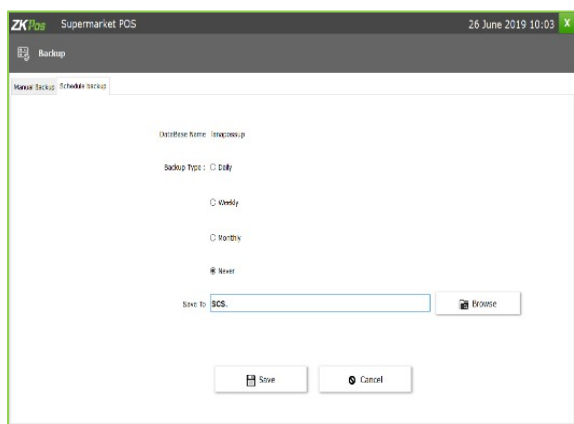 ZKPos Supermarket POS 26 June 2019 10:03 X
Backup
Manual Backup Schedule backup
DataBase Name
Backup Type : Daily
Weekly
Monthly
Never
Save To SCS. Browse
Save Cancel